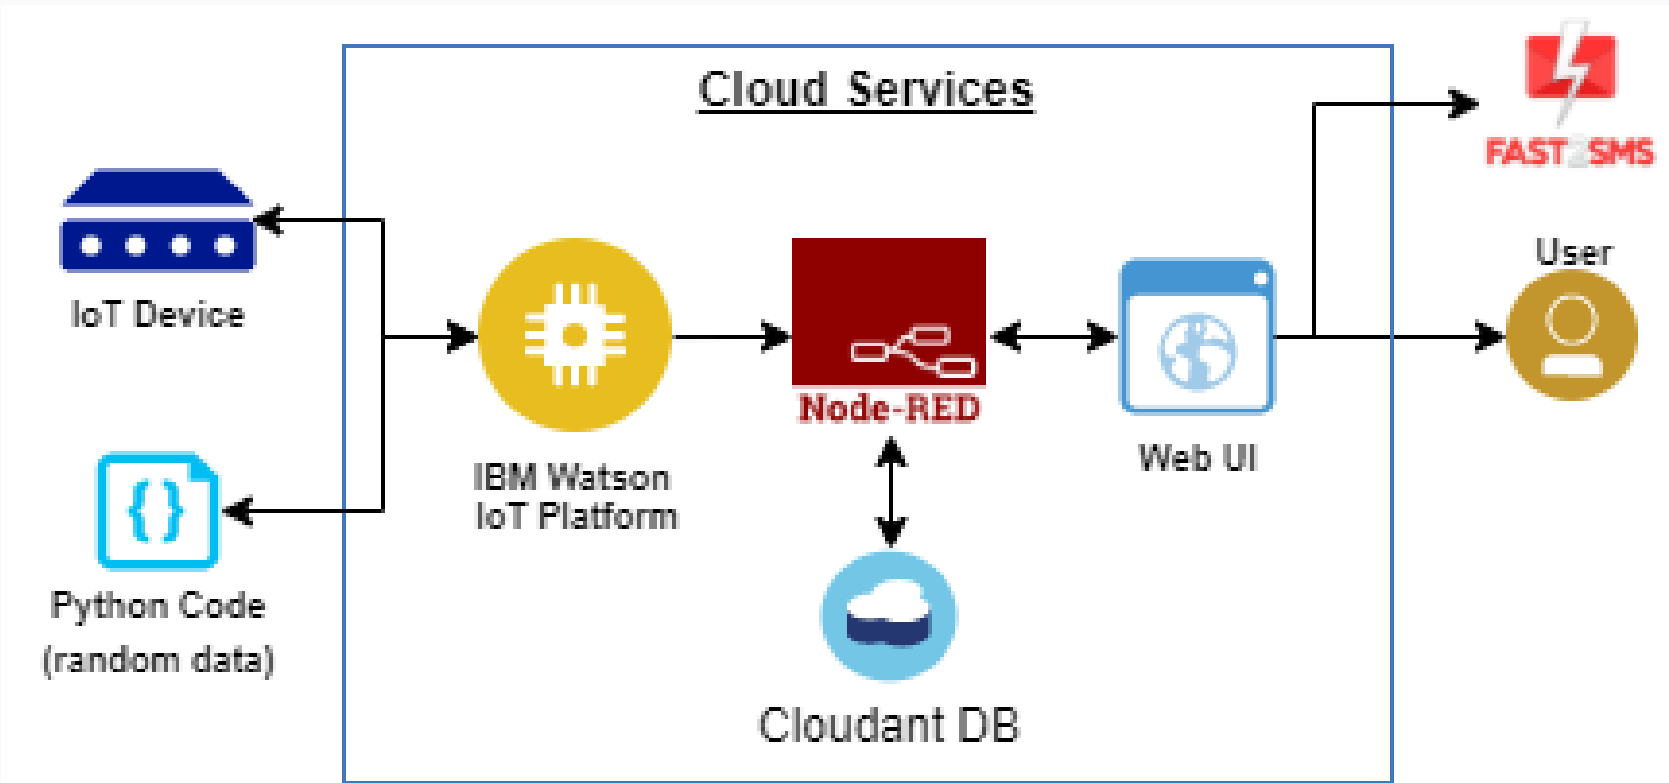 Cloud Services
FAST2SMS
User
IoT Device
Node-RED
Web UI
IBM Watson
IoT Platform
Python Code
(random data)
Cloudant DB